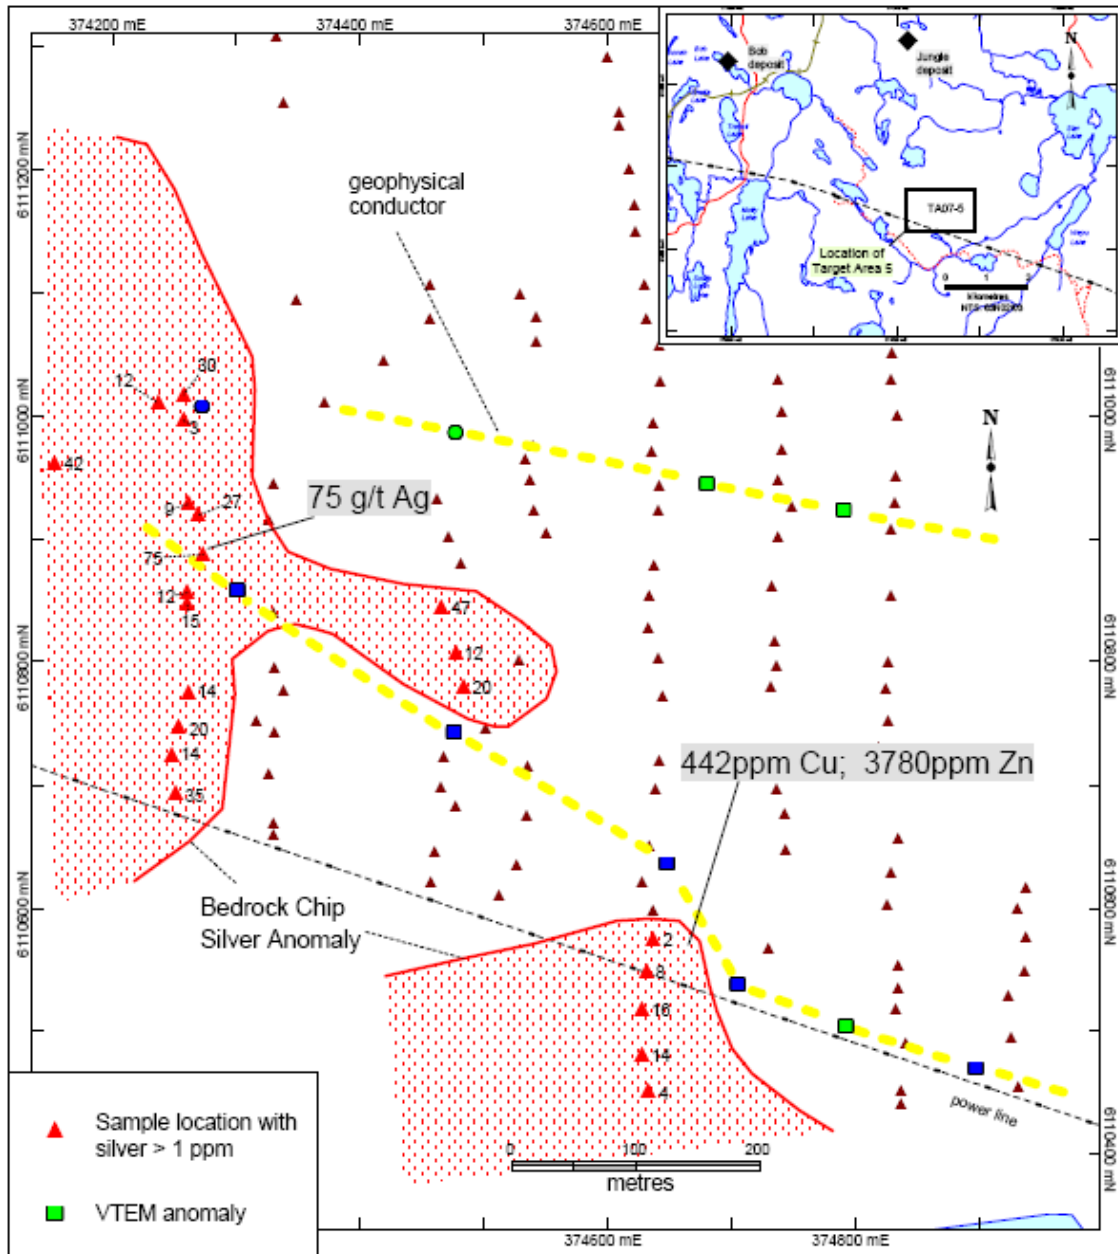 374200 mE
374400 mE
374600 mE
Bob
deposit
Jungle
deposit
N
TA07-5
Location of
Target Area 5
0 1 2
kilometres
6111200 mN
geophysical
conductor
30
12
3
42
9
27
75 g/t Ag
75
12
15
47
12
20
14
20
14
35
6111000 mN
6111000 mN
N
6110800 mN
6110800 mN
442ppm Cu; 3780ppm Zn
Bedrock Chip
Silver Anomaly
6110600 mN
6110600 mN
2
8
16
14
4
power line
6110400 mN
0 100 200
metres
Sample location with
silver > 1 ppm
VTEM anomaly
374600 mE
374800 mE